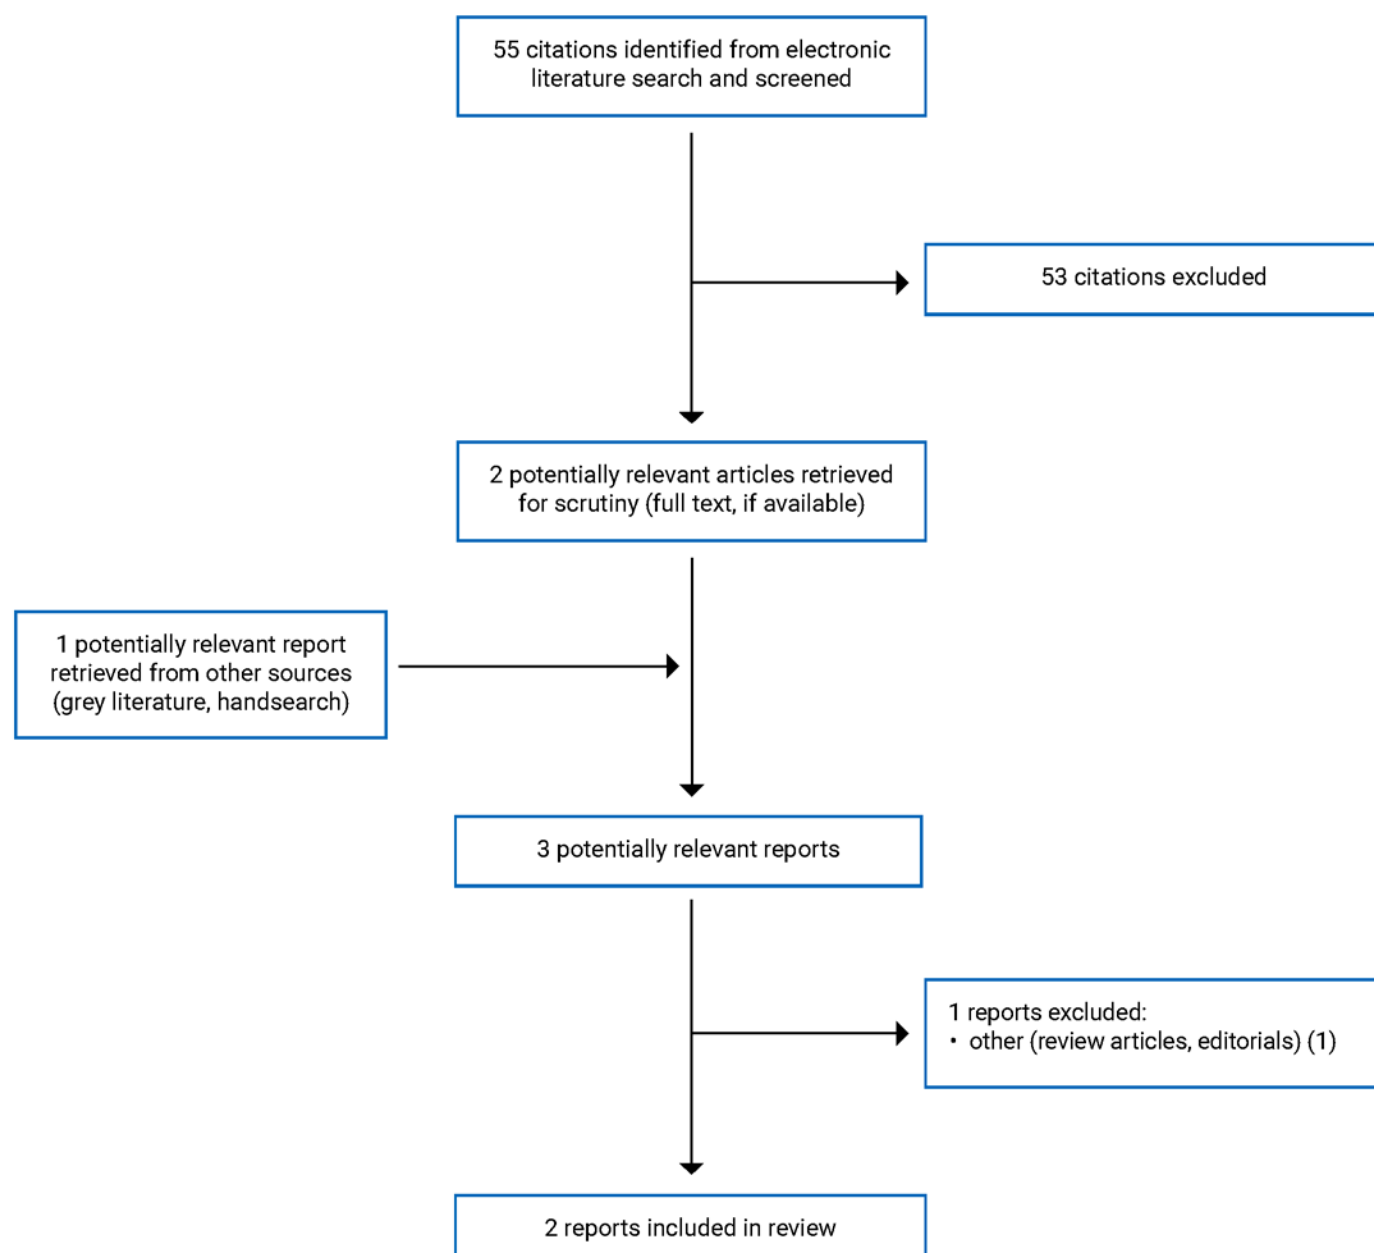 55 citations identified from electronic
literature search and screened
53 citations excluded
2 potentially relevant articles retrieved
for scrutiny (full text, if available)
1 potentially relevant report
retrieved from other sources
(grey literature, handsearch)
3 potentially relevant reports
1 reports excluded:
• other (review articles, editorials) (1)
2 reports included in review